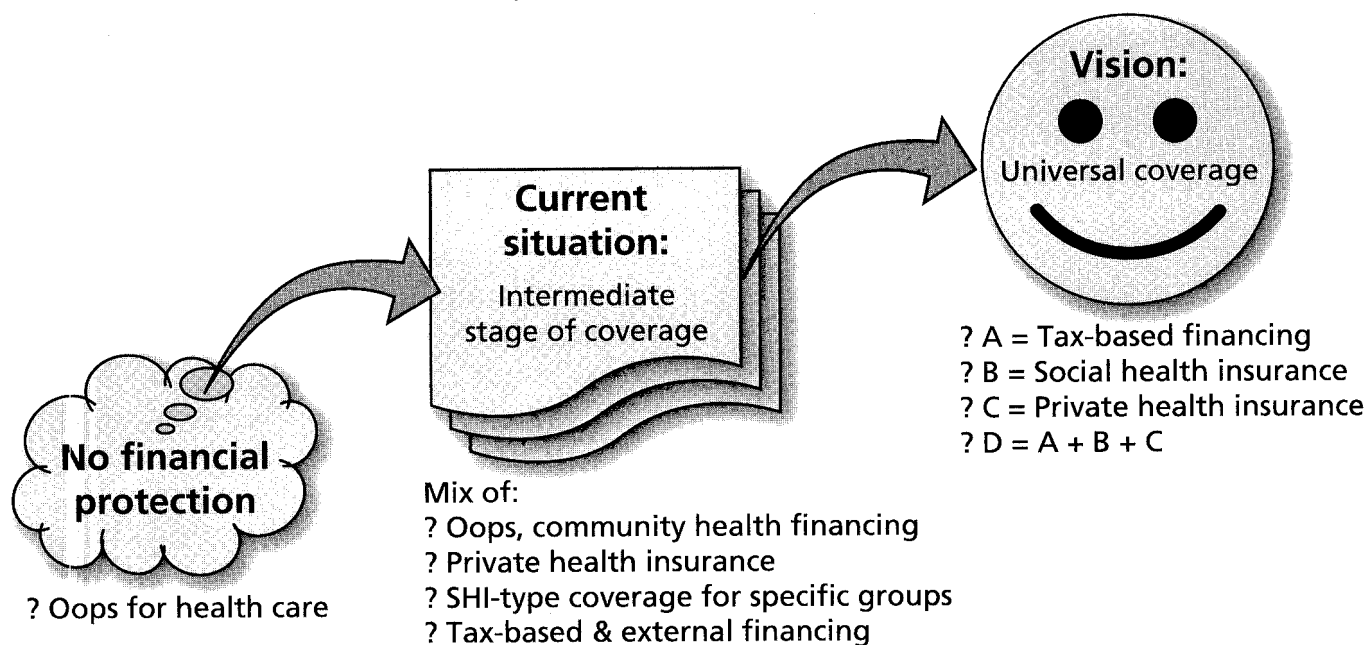 No financial
protection
? Oops for health care
Current
situation:
Intermediate
stage of coverage
Mix of:
? Oops, community health financing
? Private health insurance
? SHI-type coverage for specific groups
? Tax-based & external financing
Vision:
Universal coverage
? A = Tax-based financing
? B = Social health insurance
? C = Private health insurance
? D = A + B + C